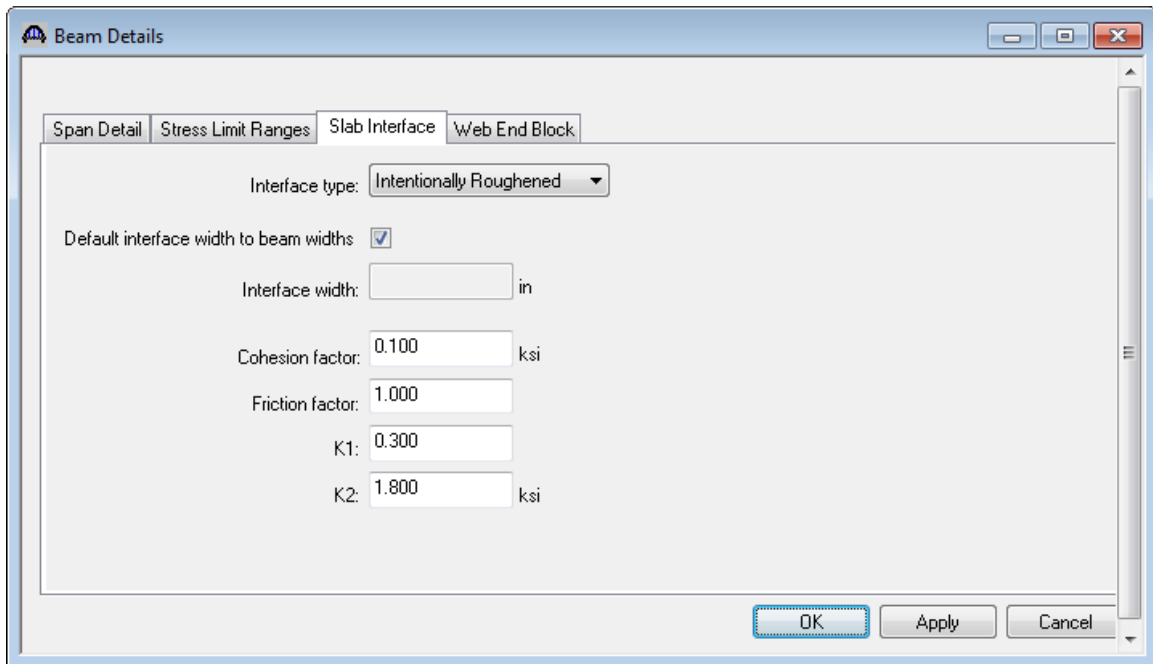 Beam Details
Span Detail Stress Limit Ranges Slab Interface Web End Block
Interface type: Intentionally Roughened
Default interface width to beam widths
Interface width: in
Cohesion factor: 0.100 ksi
Friction factor: 1.000
K1: 0.300
K2: 1.800 ksi
OK Apply Cancel